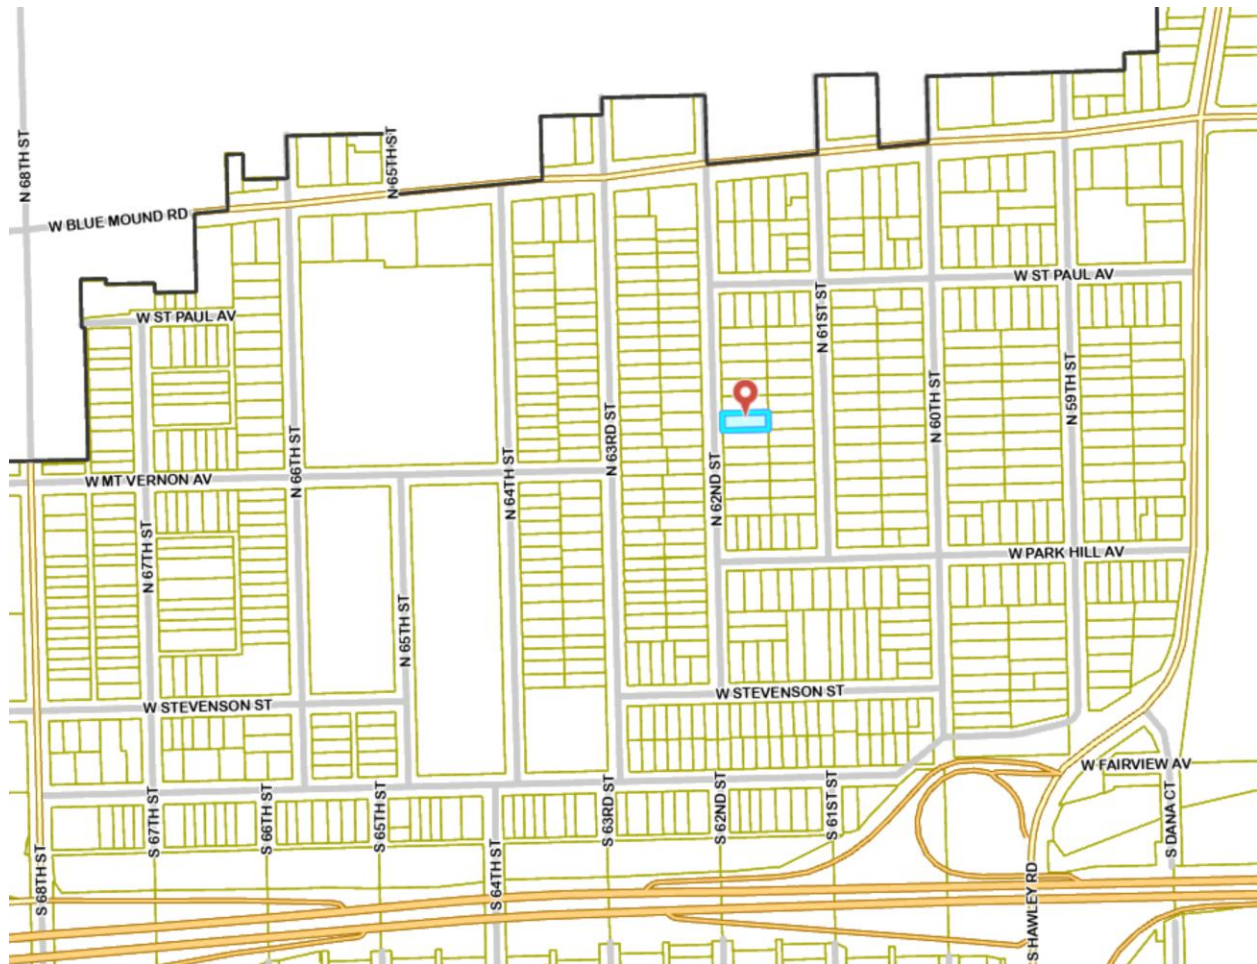 N 68TH ST
N 65TH ST
W BLUE MOUND RD
W ST PAUL AV
W ST PAUL AV
N 61ST ST
N 59TH ST
N 60TH ST
N 63RD ST
N 66TH ST
N 64TH ST
N 62ND ST
W MT VERNON AV
N 67TH ST
W PARK HILL AV
N 65TH ST
W STEVENSON ST
W STEVENSON ST
W FAIRVIEW AV
S 67TH ST
S 66TH ST
S 65TH ST
S 63RD ST
S 62ND ST
S 61ST ST
S DANA CT
S 68TH ST
S 64TH ST
S HAWLEY RD